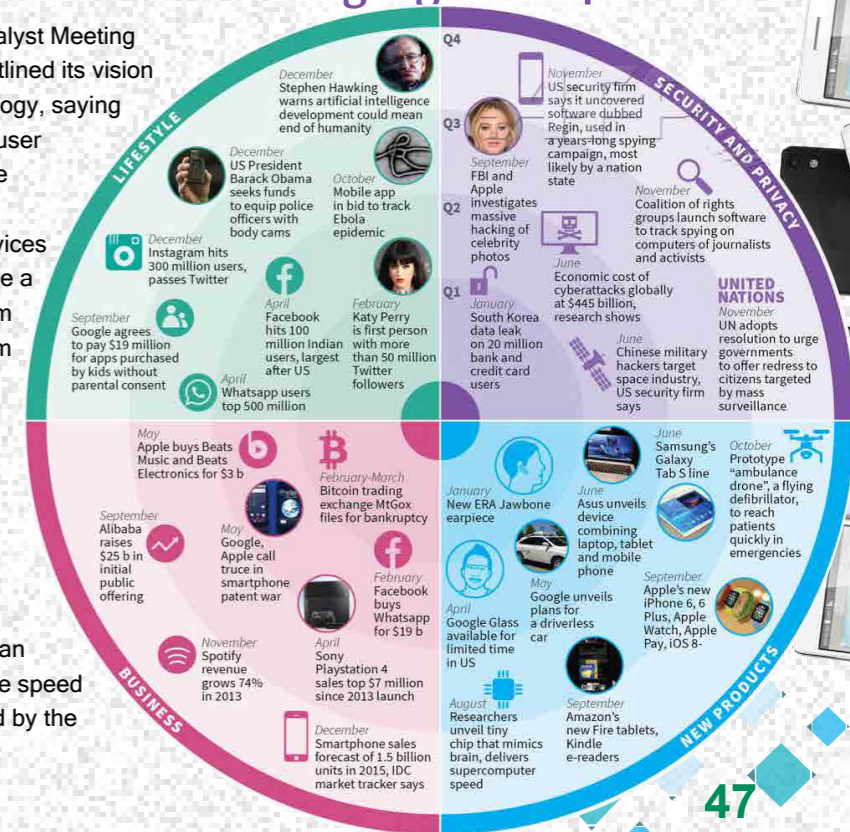 alyst Meeting
tlined its vision
ogy, saying
user
e
vices
e a
m
m
an
e speed
d by the
LIFESTYLE
December
Stephen Hawking
warns artificial intelligence
development could mean
end of humanity
December
US President
Barack Obama
seeks funds
to equip police
officers with
body cams
October
Mobile app
in bid to track
Ebola
epidemic
December
Instagram hits
300 million users,
passes Twitter
September
Google agrees
to pay $19 million
for apps purchased
by kids without
parental consent
April
Facebook
hits 100
million Indian
users, largest
after US
February
Katy Perry
is first person
with more
than 50 million
Twitter
followers
April
Whatsapp users
top 500 million
Q4
Q3
Q2
Q1
SECURITY AND PRIVACY
November
US security firm
says it uncovered
software dubbed
Regin, used in
a years-long spying
campaign, most
likely by a nation
state
September
FBI and
Apple
investigates
massive
hacking of
celebrity
photos
November
Coalition of rights
groups launch software
to track spying on
computers of journalists
and activists
June
Economic cost of
cyberattacks globally
at $445 billion,
research shows
January
South Korea
data leak
on 20 million
bank and
credit card
users
June
Chinese military
hackers target
space industry,
US security firm
says
UNITED
NATIONS
November
UN adopts
resolution to urge
governments
to offer redress to
citizens targeted
by mass
surveillance
BUSINESS
May
Apple buys Beats
Music and Beats
Electronics for $3 b
February-March
Bitcoin trading
exchange MtGox
files for bankruptcy
September
Alibaba
raises
$25 b in
initial
public
offering
May
Google,
Apple call
truce in
smartphone
patent war
February
Facebook
buys
Whatsapp
for $19 b
November
Spotify
revenue
grows 74%
in 2013
April
Sony
Playstation 4
sales top $7 million
since 2013 launch
December
Smartphone sales
forecast of 1.5 billion
units in 2015, IDC
market tracker says
NEW PRODUCTS
January
New ERA Jawbone
earpiece
June
Asus unveils
device
combining
laptop, tablet
and mobile
phone
June
Samsung's
Galaxy
Tab S line
October
Prototype
"ambulance
drone", a flying
defibrillator,
to reach
patients
quickly in
emergencies
April
Google Glass
available for
limited time
in US
May
Google unveils
plans for
a driverless
car
September
Apple's new
iPhone 6, 6
Plus, Apple
Watch, Apple
Pay, iOS 8-
August
Researchers
unveil tiny
chip that mimics
brain, delivers
supercomputer
speed
September
Amazon's
new Fire tablets,
Kindle
e-readers
47